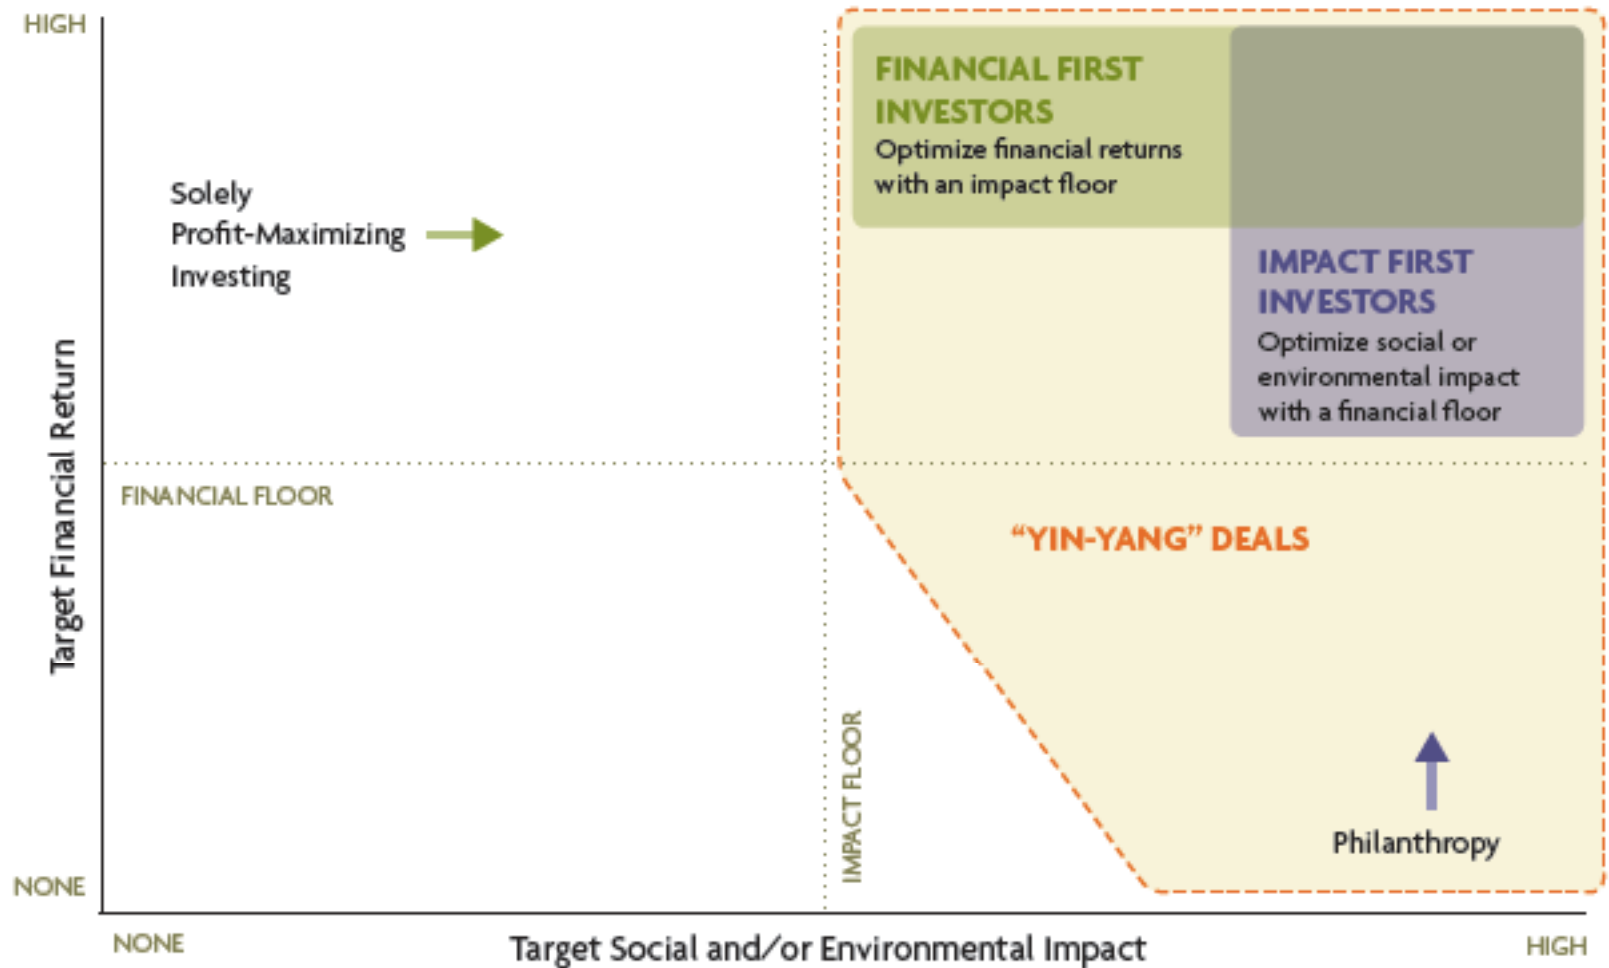 HIGH
FINANCIAL FIRST
INVESTORS
Optimize financial returns
with an impact floor
Solely
Profit-Maximizing
Investing
IMPACT FIRST
INVESTORS
Optimize social or
environmental impact
with a financial floor
Target Financial Return
FINANCIAL FLOOR
“YIN-YANG” DEALS
IMPACT FLOOR
Philanthropy
NONE
NONE
Target Social and/or Environmental Impact
HIGH